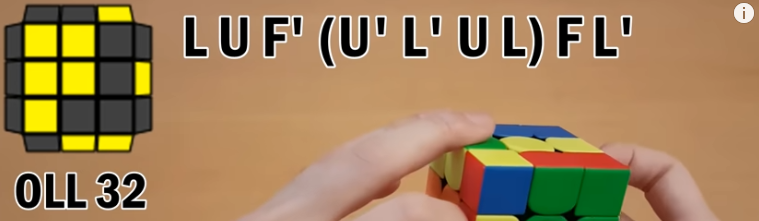 L U F' (U' L' U L) F L'
OLL 32